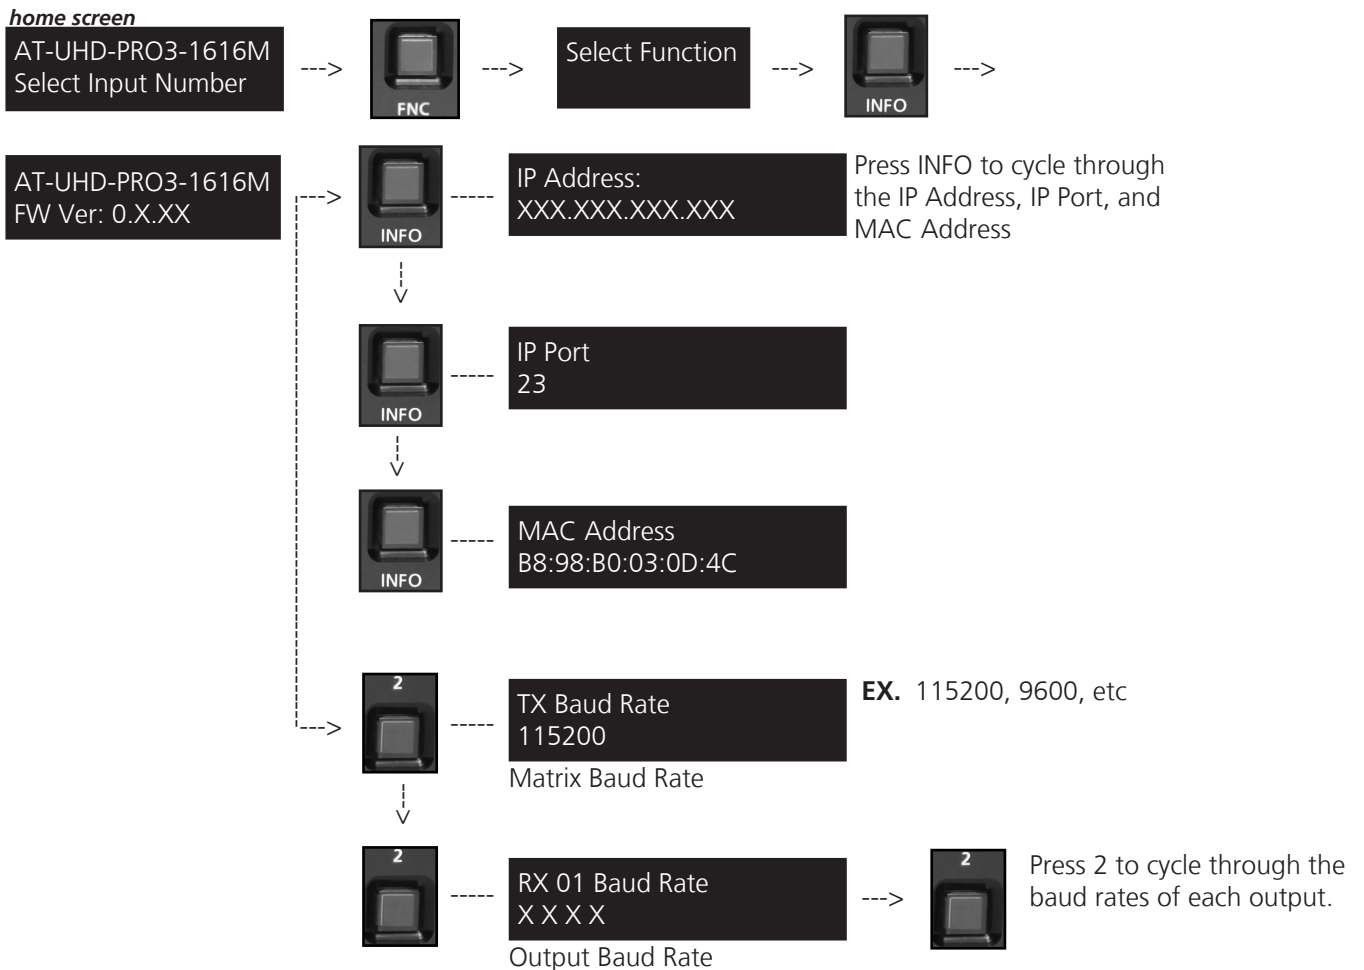 home screen
AT-UHD-PRO3-1616M
Select Input Number
--->
FNC
--->
Select Function
--->
INFO
--->
AT-UHD-PRO3-1616M
FW Ver: 0.X.XX
--->
INFO
-----
IP Address:
XXX.XXX.XXX.XXX
Press INFO to cycle through
the IP Address, IP Port, and
MAC Address
INFO
-----
IP Port
23
INFO
-----
MAC Address
B8:98:B0:03:0D:4C
--->
2
-----
TX Baud Rate
115200
EX. 115200, 9600, etc
Matrix Baud Rate
2
-----
RX 01 Baud Rate
X X X X
--->
2
Press 2 to cycle through the
baud rates of each output.
Output Baud Rate